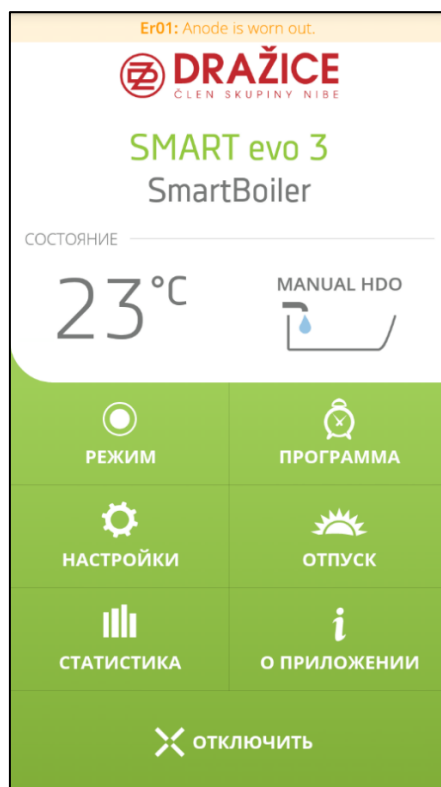 Er01: Anode is worn out.
DRAŽICE
ČLEN SKUPINY NIBE
SMART evo 3
SmartBoiler
СОСТОЯНИЕ
23°C
MANUAL HDO
РЕЖИМ
ПРОГРАММА
НАСТРОЙКИ
ОТПУСК
СТАТИСТИКА
О ПРИЛОЖЕНИИ
ОТКЛЮЧИТЬ